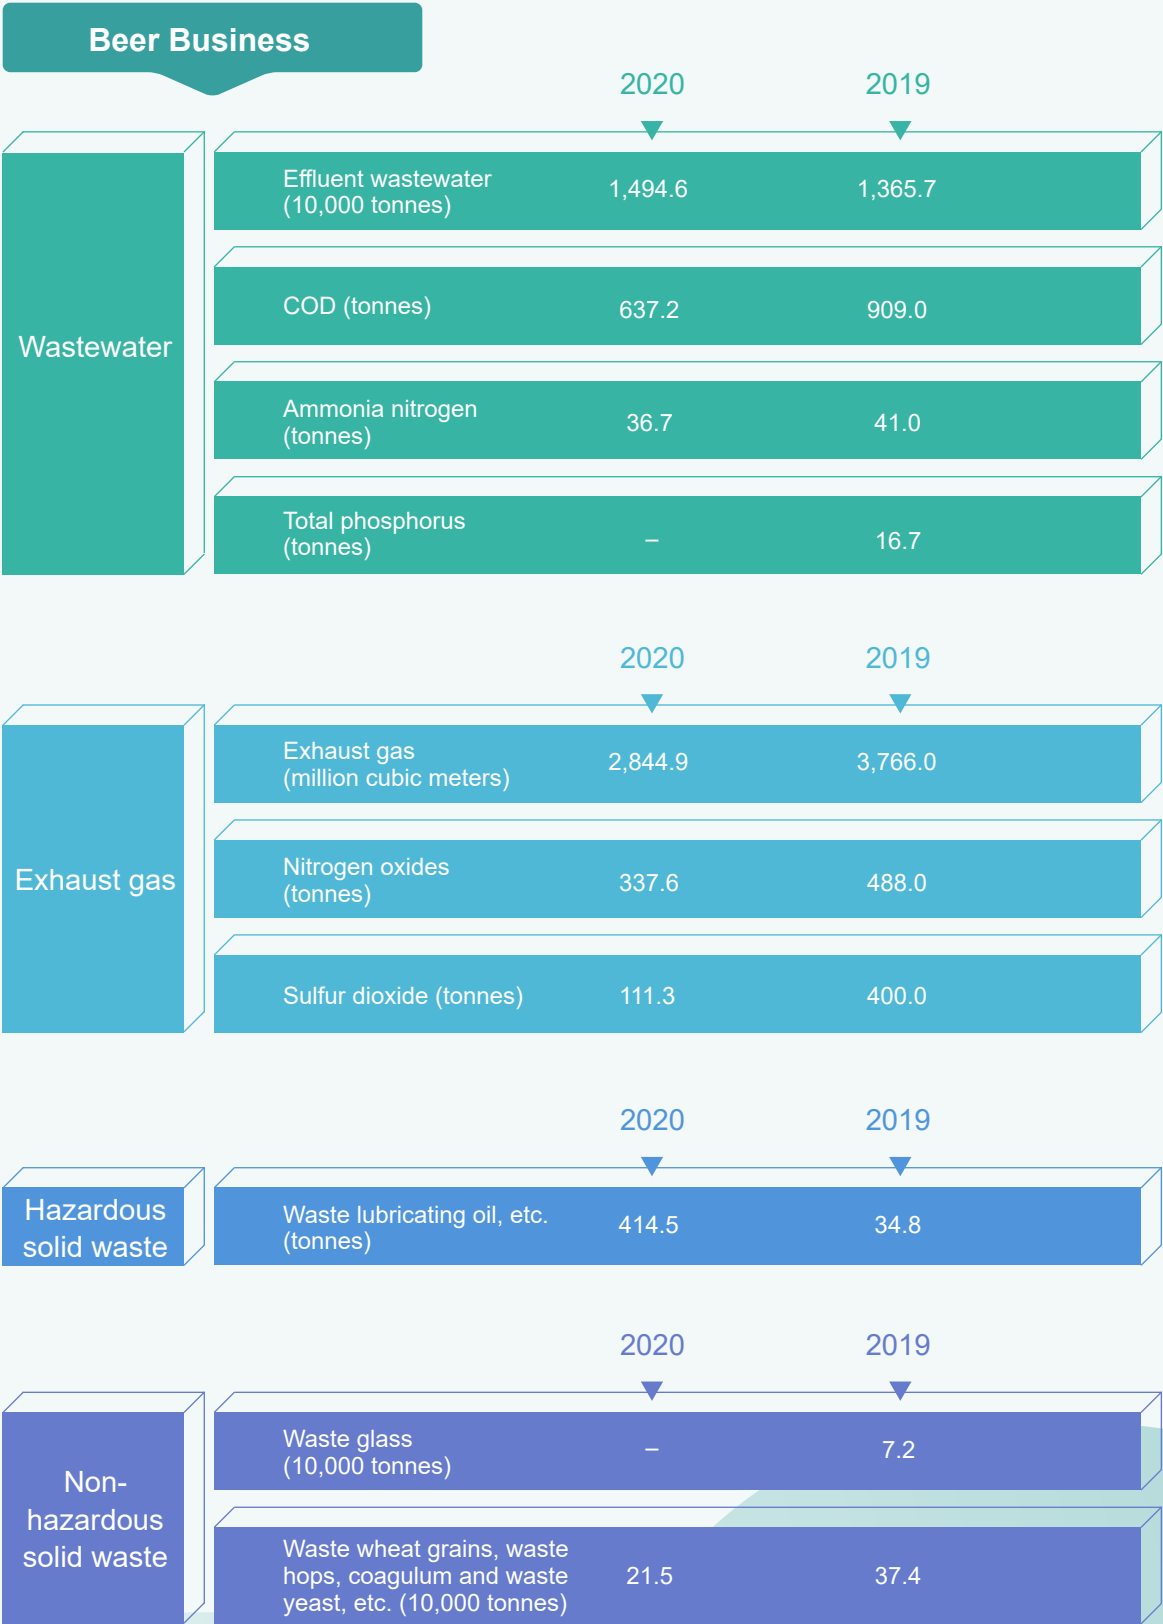 Beer Business
2020 2019
Wastewater
Effluent wastewater
(10,000 tonnes)
1,494.6 1,365.7
COD (tonnes) 637.2 909.0
Ammonia nitrogen
(tonnes)
36.7 41.0
Total phosphorus
(tonnes)
– 16.7
2020 2019
Exhaust gas
Exhaust gas
(million cubic meters)
2,844.9 3,766.0
Nitrogen oxides
(tonnes)
337.6 488.0
Sulfur dioxide (tonnes) 111.3 400.0
2020 2019
Hazardous
solid waste
Waste lubricating oil, etc.
(tonnes)
414.5 34.8
2020 2019
Non-
hazardous
solid waste
Waste glass
(10,000 tonnes)
– 7.2
Waste wheat grains, waste
hops, coagulum and waste
yeast, etc. (10,000 tonnes)
21.5 37.4